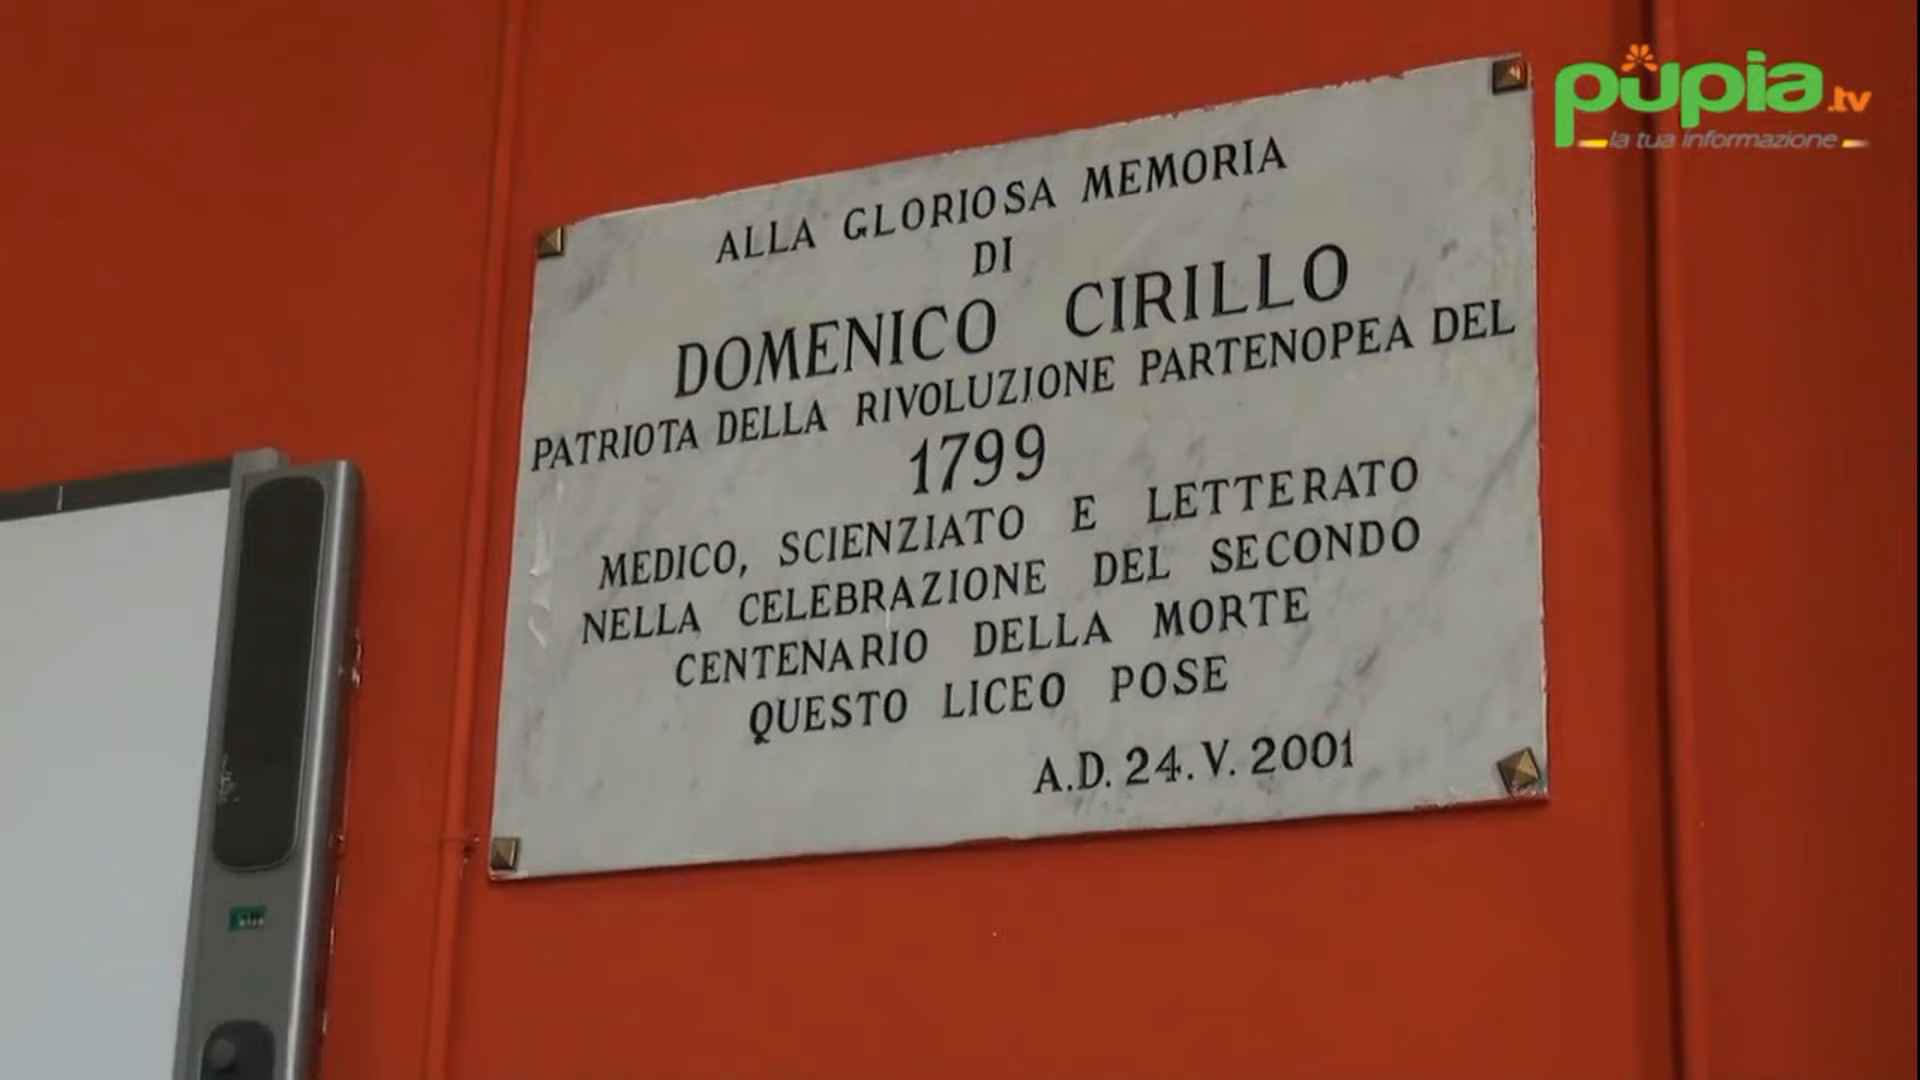 pupia.tv
la tua informazione
ALLA GLORIOSA MEMORIA
DI
DOMENICO CIRILLO
PATRIOTA DELLA RIVOLUZIONE PARTENOPEA DEL
1799
MEDICO, SCIENZIATO E LETTERATO
NELLA CELEBRAZIONE DEL SECONDO
CENTENARIO DELLA MORTE
QUESTO LICEO POSE
A.D. 24.V.2001